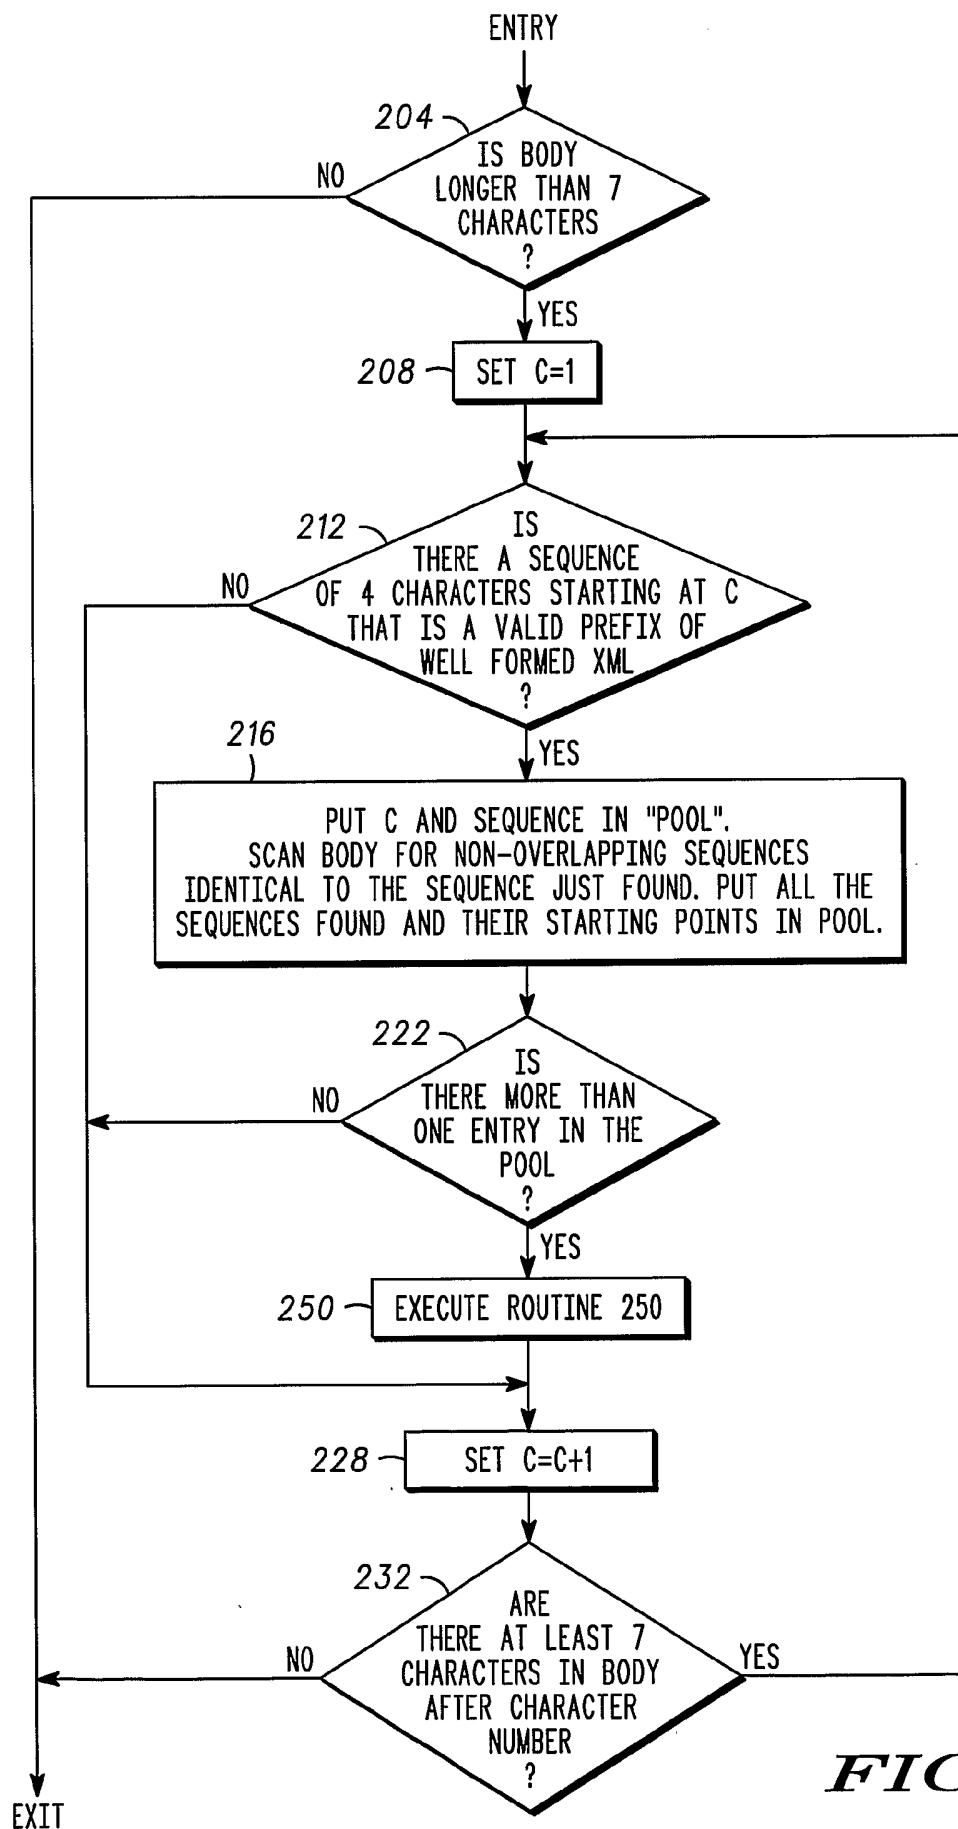 ENTRY
204
IS BODY
LONGER THAN 7
CHARACTERS
?
NO
YES
208
SET C=1
212
IS
THERE A SEQUENCE
OF 4 CHARACTERS STARTING AT C
THAT IS A VALID PREFIX OF
WELL FORMED XML
?
NO
YES
216
PUT C AND SEQUENCE IN "POOL".
SCAN BODY FOR NON-OVERLAPPING SEQUENCES
IDENTICAL TO THE SEQUENCE JUST FOUND. PUT ALL THE
SEQUENCES FOUND AND THEIR STARTING POINTS IN POOL.
222
IS
THERE MORE THAN
ONE ENTRY IN THE
POOL
?
NO
YES
250
EXECUTE ROUTINE 250
228
SET C=C+1
232
ARE
THERE AT LEAST 7
CHARACTERS IN BODY
AFTER CHARACTER
NUMBER
?
NO
YES
EXIT